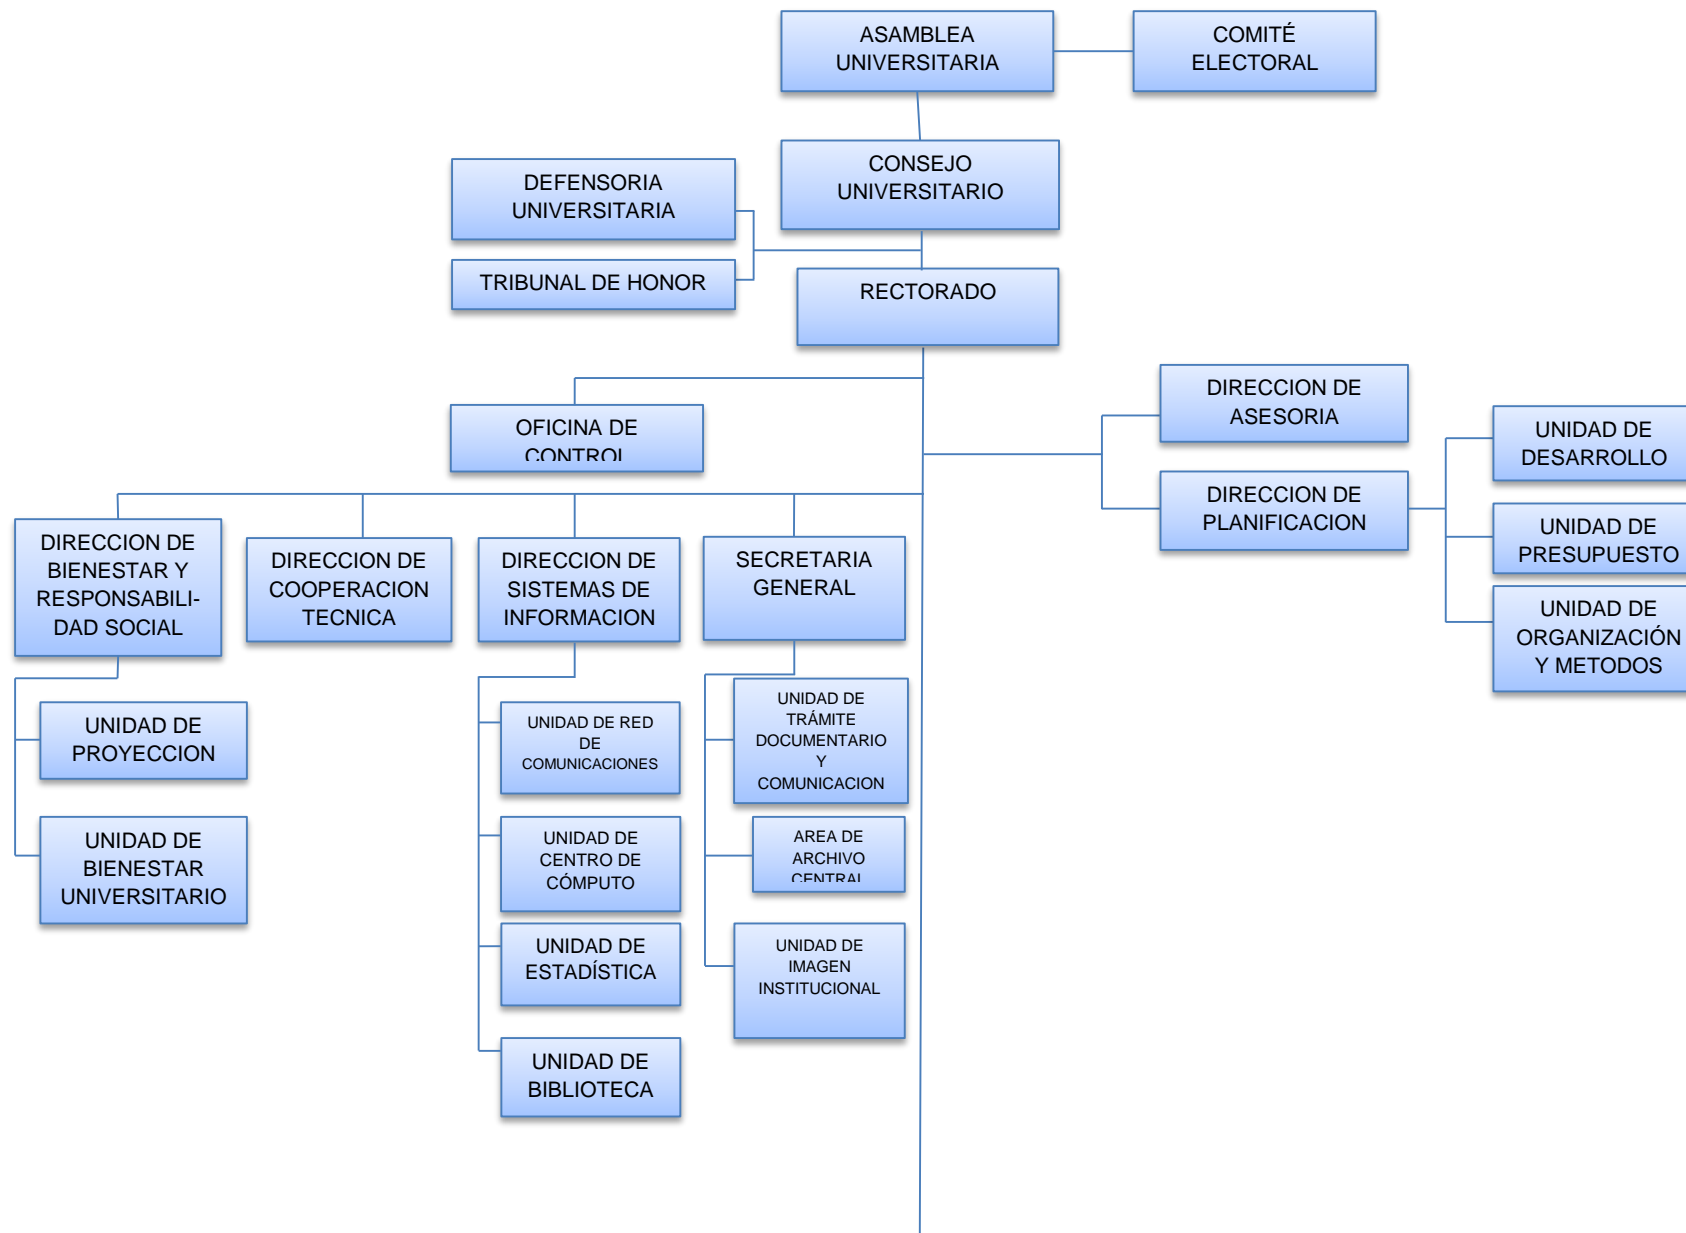 ASAMBLEA
UNIVERSITARIA
COMITÉ
ELECTORAL
CONSEJO
UNIVERSITARIO
DEFENSORIA
UNIVERSITARIA
TRIBUNAL DE HONOR
RECTORADO
OFICINA DE
CONTROL
DIRECCION DE
ASESORIA
DIRECCION DE
PLANIFICACION
UNIDAD DE
DESARROLLO
UNIDAD DE
PRESUPUESTO
UNIDAD DE
ORGANIZACIÓN
Y METODOS
DIRECCION DE
BIENESTAR Y
RESPONSABILI-
DAD SOCIAL
DIRECCION DE
COOPERACION
TECNICA
DIRECCION DE
SISTEMAS DE
INFORMACION
SECRETARIA
GENERAL
UNIDAD DE
PROYECCION
UNIDAD DE
BIENESTAR
UNIVERSITARIO
UNIDAD DE RED
DE
COMUNICACIONES
UNIDAD DE
CENTRO DE
CÓMPUTO
UNIDAD DE
ESTADÍSTICA
UNIDAD DE
BIBLIOTECA
UNIDAD DE
TRÁMITE
DOCUMENTARIO
Y
COMUNICACION
AREA DE
ARCHIVO
CENTRAL
UNIDAD DE
IMAGEN
INSTITUCIONAL